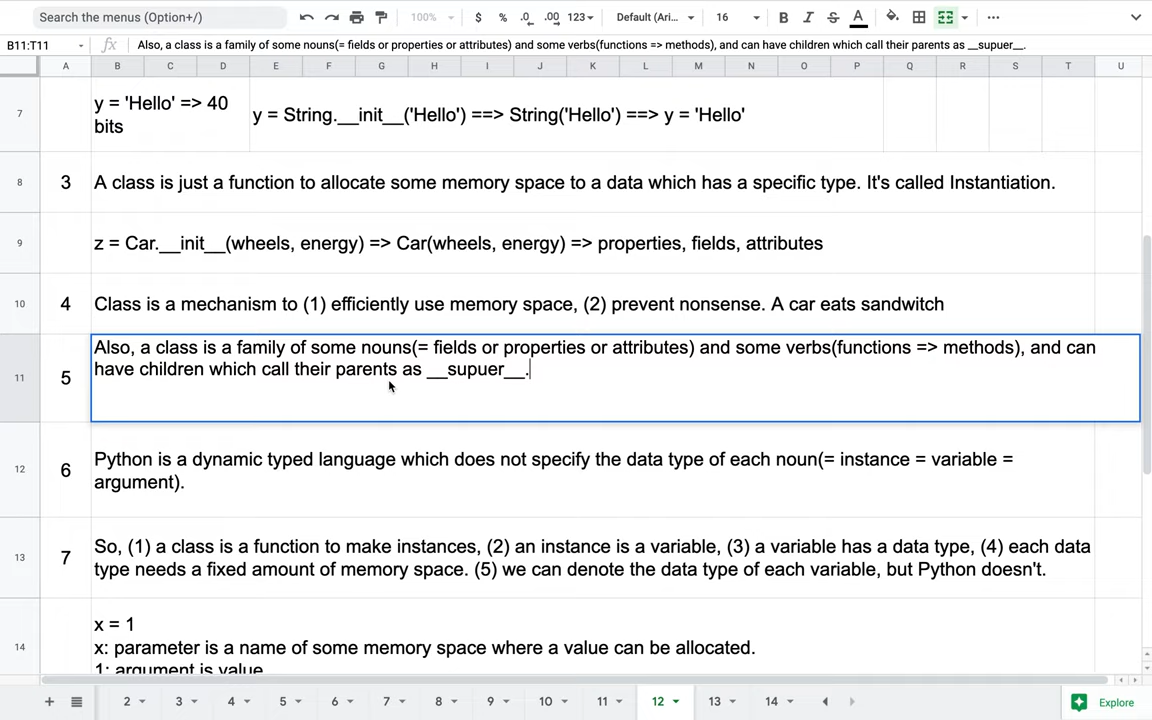 Search the menus (Option+/)
100%
$ % .0 .00 123
Default (Ari...
16
B I S A
B11:T11
fx Also, a class is a family of some nouns(= fields or properties or attributes) and some verbs(functions => methods), and can have children which call their parents as __supuer__.
A B C D E F G H I J K L M N O P Q R S T U
7
y = 'Hello' => 40
bits
y = String.__init__('Hello') ==> String('Hello') ==> y = 'Hello'
8
3
A class is just a function to allocate some memory space to a data which has a specific type. It's called Instantiation.
9
z = Car.__init__(wheels, energy) => Car(wheels, energy) => properties, fields, attributes
10
4
Class is a mechanism to (1) efficiently use memory space, (2) prevent nonsense. A car eats sandwitch
11
5
Also, a class is a family of some nouns(= fields or properties or attributes) and some verbs(functions => methods), and can
have children which call their parents as __supuer__.
12
6
Python is a dynamic typed language which does not specify the data type of each noun(= instance = variable =
argument).
13
7
So, (1) a class is a function to make instances, (2) an instance is a variable, (3) a variable has a data type, (4) each data
type needs a fixed amount of memory space. (5) we can denote the data type of each variable, but Python doesn't.
14
x = 1
x: parameter is a name of some memory space where a value can be allocated.
1: argument is value
2 3 4 5 6 7 8 9 10 11 12 13 14
Explore